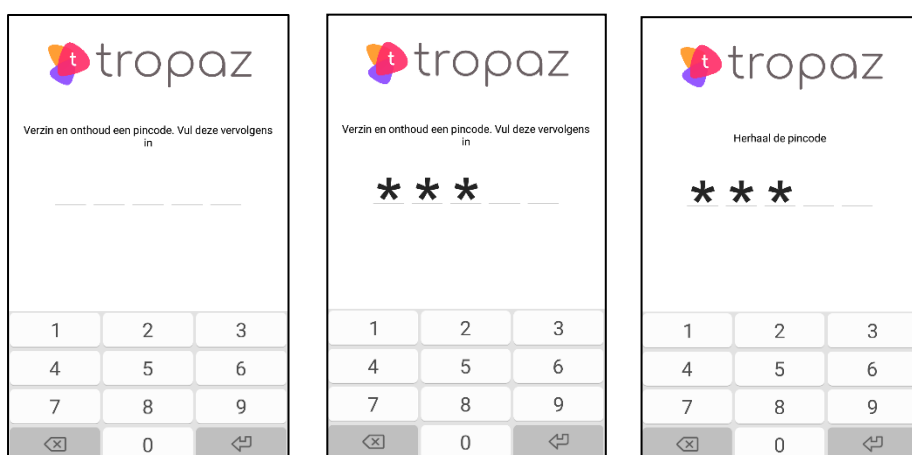 t tropaz
Verzin en onthoud een pincode. Vul deze vervolgens
in
1 2 3
4 5 6
7 8 9
0
t tropaz
Verzin en onthoud een pincode. Vul deze vervolgens
in
* * *
1 2 3
4 5 6
7 8 9
0
t tropaz
Herhaal de pincode
* * *
1 2 3
4 5 6
7 8 9
0